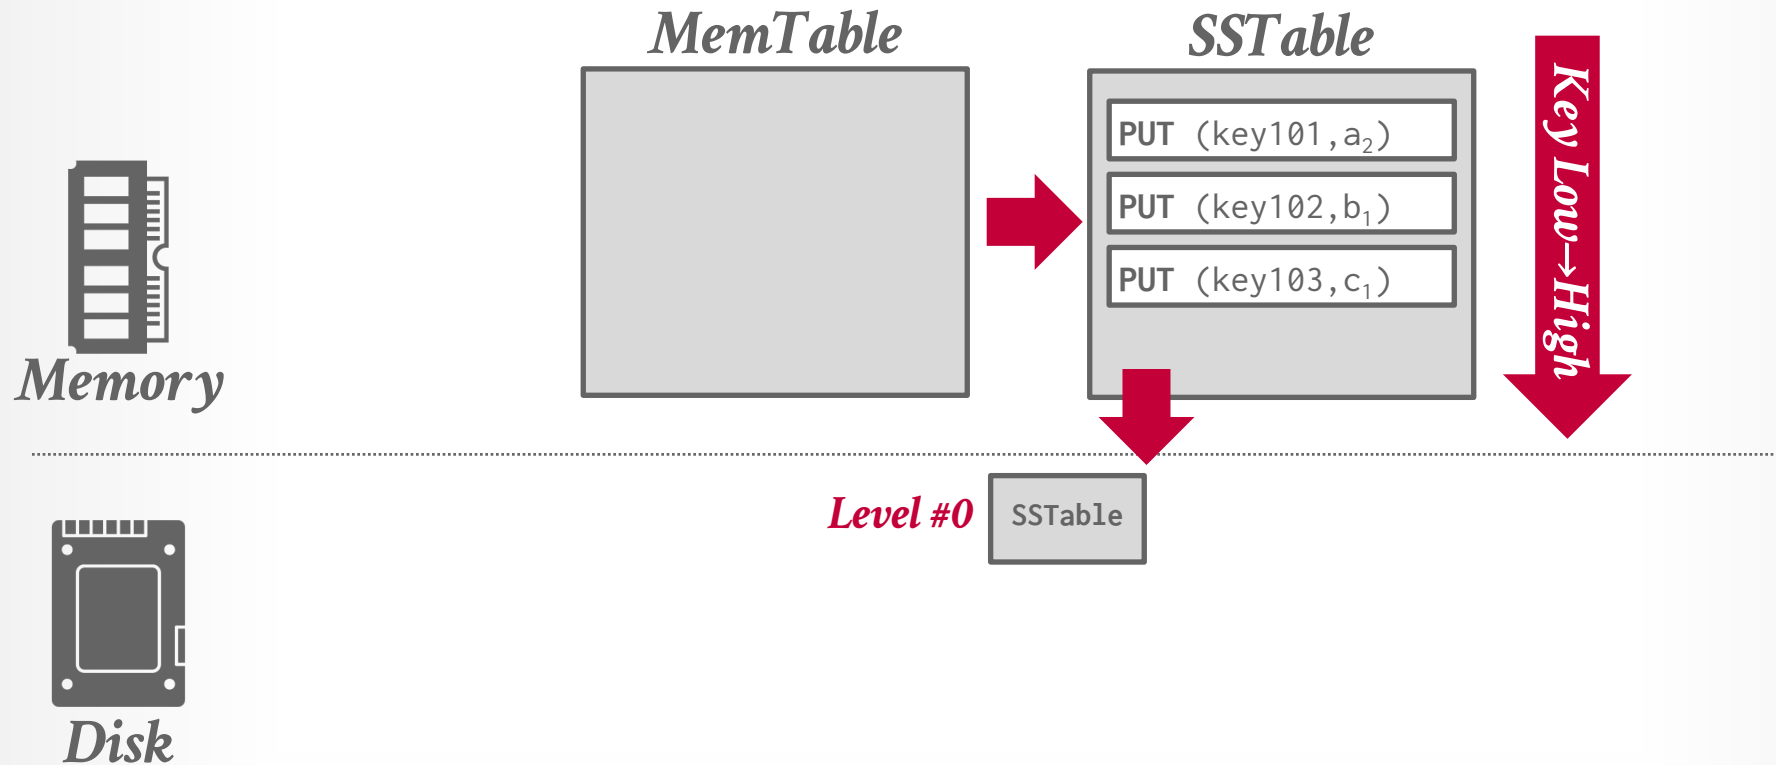 MemTable
SSTable
PUT (key101,a₂)
PUT (key102,b₁)
PUT (key103,c₁)
Key Low→High
Memory
Level #0
SSTable
Disk